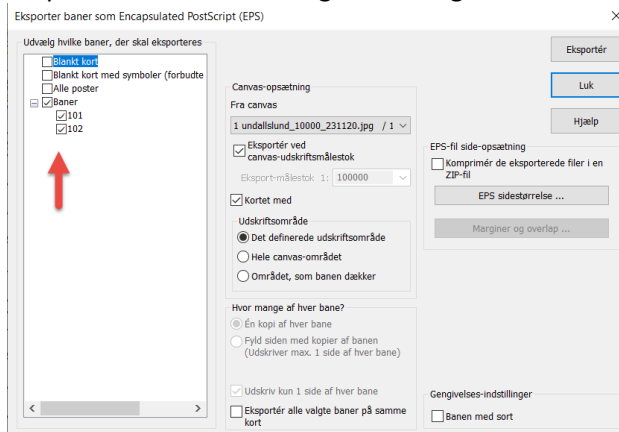 Eksporter baner som Encapsulated PostScript (EPS)
Udvælg hvilke baner, der skal eksporteres
Blankt kort
Blankt kort med symboler (forbudte
Alle poster
Baner
101
102
Canvas-opsætning
Fra canvas
1 undallslund_10000_231120.jpg / 1
Eksportér ved
canvas-udskriftsmålestok
Eksport-målestok 1: 100000
Kortet med
Udskriftsområde
Det definerede udskriftsområde
Hele canvas-området
Området, som banen dækker
Hvor mange af hver bane?
Én kopi af hver bane
Fyld siden med kopier af banen
(Udskriver max. 1 side af hver bane)
Udskriv kun 1 side af hver bane
Eksportér alle valgte baner på samme
kort
Eksportér
Luk
Hjælp
EPS-fil side-opsætning
Komprimér de eksporterede filer i en
ZIP-fil
EPS sidestørrelse ...
Marginer og overlap ...
Gengivelses-indstillinger
Banen med sort